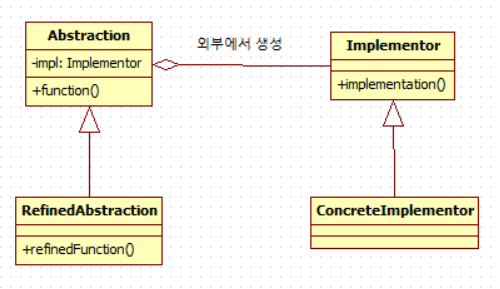 Abstraction
-impl: Implementor
+function()
외부에서 생성
Implementor
+implementation()
RefinedAbstraction
+refinedFunction()
ConcreteImplementor